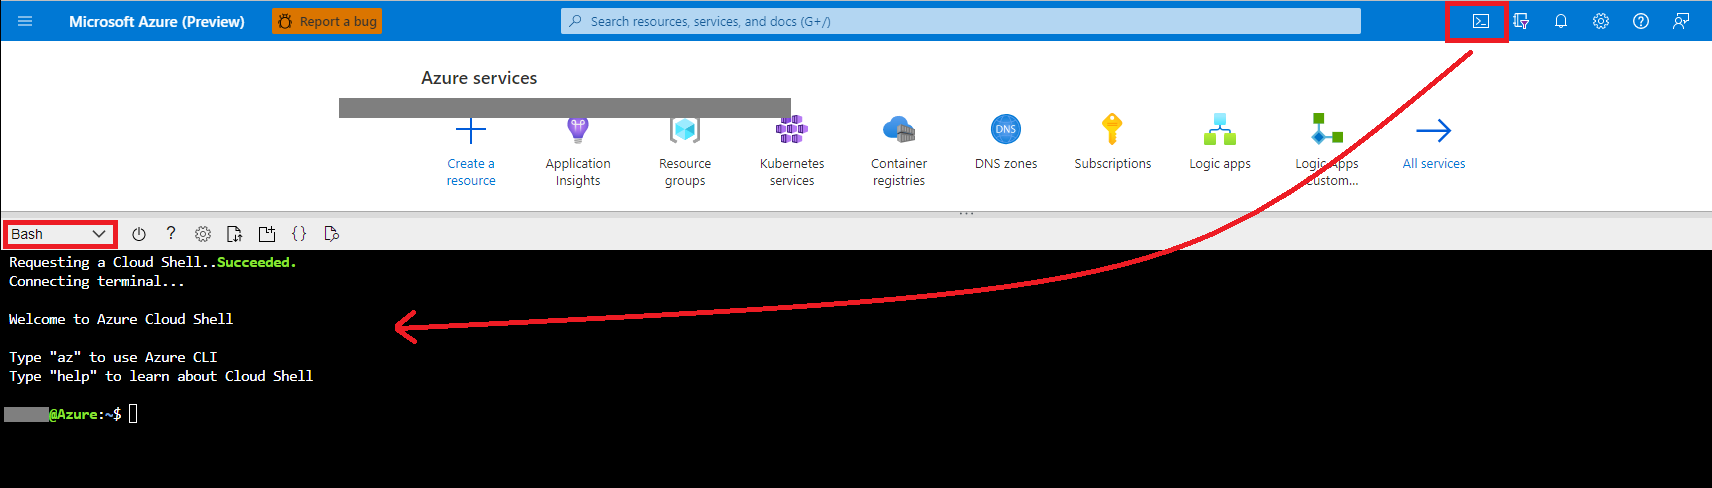 Microsoft Azure (Preview)
Report a bug
Search resources, services, and docs (G+/)
Azure services
Create a
resource
Application
Insights
Resource
groups
Kubernetes
services
Container
registries
DNS
DNS zones
Subscriptions
Logic apps
Logic Apps
Custom...
All services
Bash
Requesting a Cloud Shell..Succeeded.
Connecting terminal...
Welcome to Azure Cloud Shell
Type "az" to use Azure CLI
Type "help" to learn about Cloud Shell
@Azure:~$